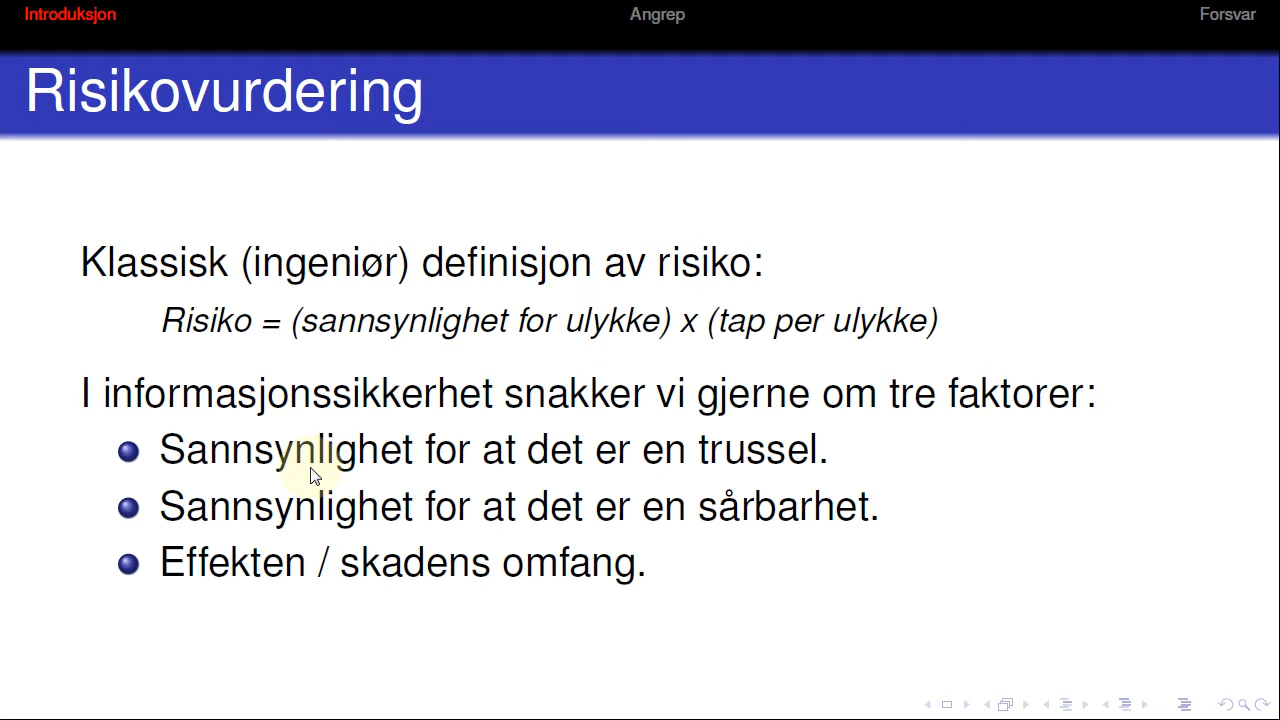 Introduksjon Angrep Forsvar
Risikovurdering
Klassisk (ingeniør) definisjon av risiko:
Risiko = (sannsynlighet for ulykke) x (tap per ulykke)
I informasjonssikkerhet snakker vi gjerne om tre faktorer:
Sannsynlighet for at det er en trussel.
Sannsynlighet for at det er en sårbarhet.
Effekten / skadens omfang.